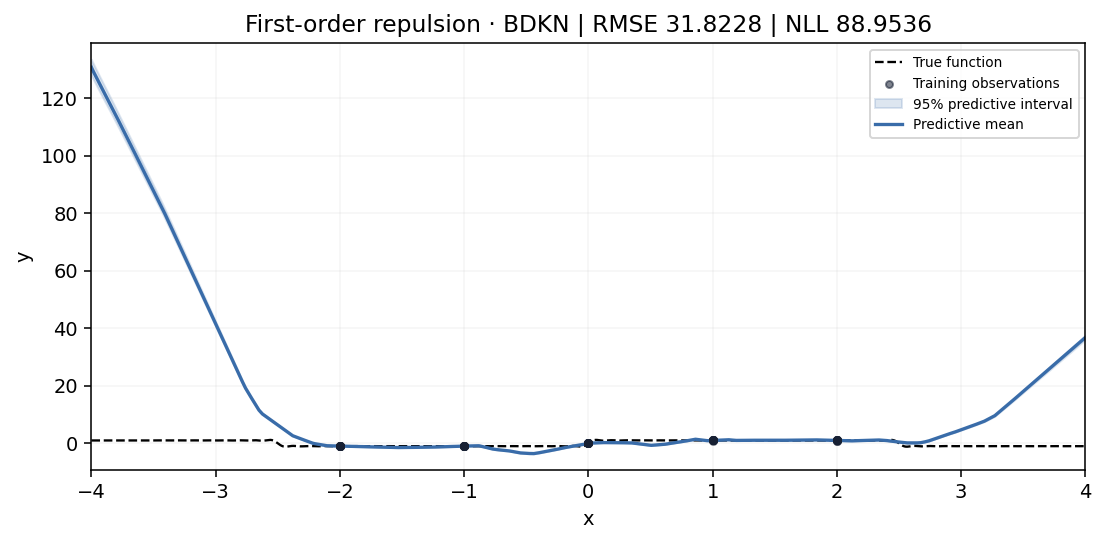 First-order repulsion · BDKN | RMSE 31.8228 | NLL 88.9536
True function
Training observations
95% predictive interval
Predictive mean
y
120
100
80
60
40
20
0
−4
−3
−2
−1
0
1
2
3
4
x